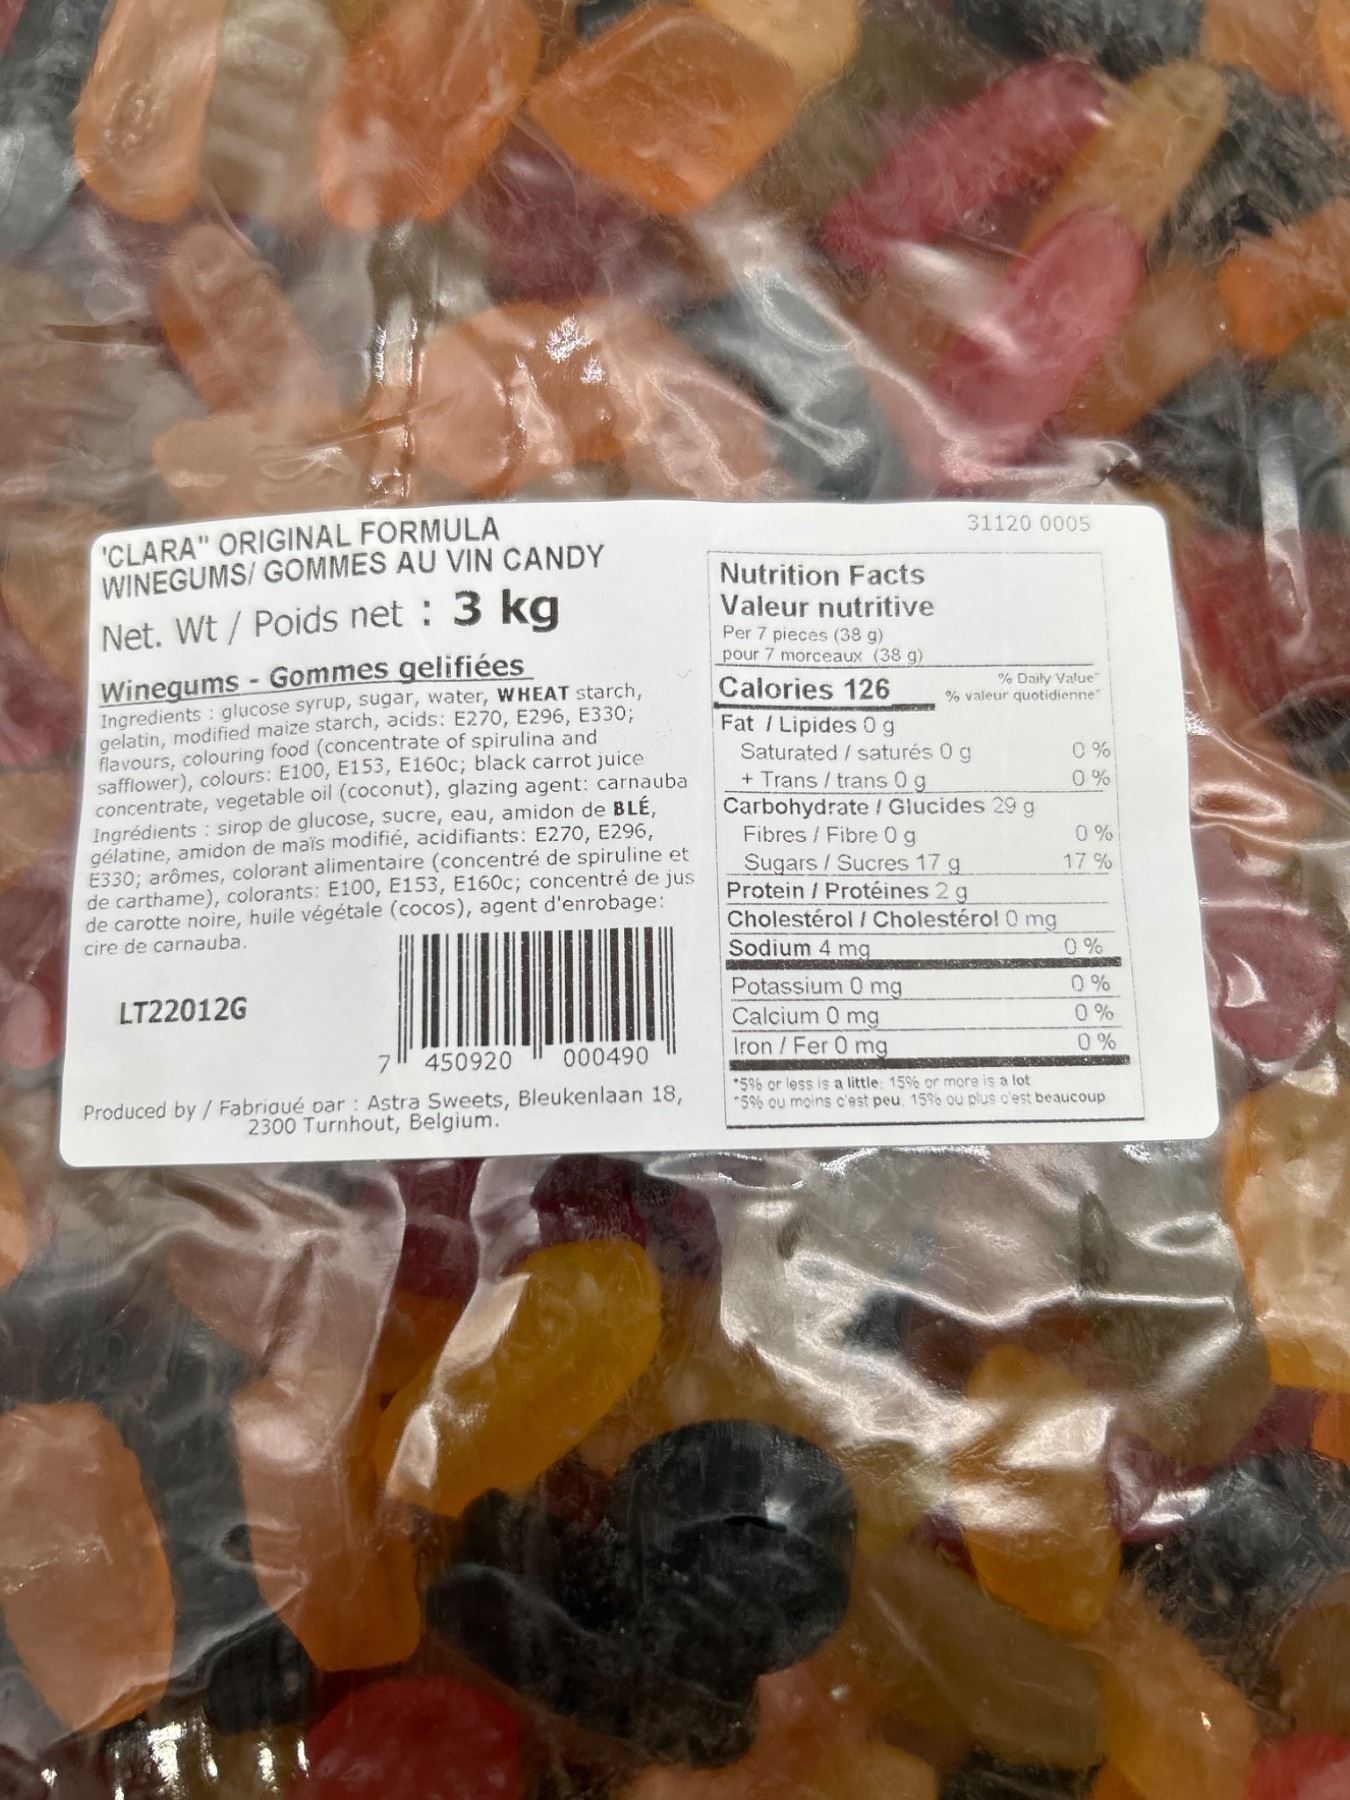 'CLARA" ORIGINAL FORMULA
WINEGUMS/ GOMMES AU VIN CANDY
Net. Wt / Poids net : 3 kg
Winegums - Gommes gelifiées
Ingredients : glucose syrup, sugar, water, WHEAT starch,
gelatin, modified maize starch, acids: E270, E296, E330;
flavours, colouring food (concentrate of spirulina and
safflower), colours: E100, E153, E160c; black carrot juice
concentrate, vegetable oil (coconut), glazing agent: carnauba
Ingrédients : sirop de glucose, sucre, eau, amidon de BLÉ,
gélatine, amidon de maïs modifié, acidifiants: E270, E296,
E330; arômes, colorant alimentaire (concentré de spiruline et
de carthame), colorants: E100, E153, E160c; concentré de jus
de carotte noire, huile végétale (cocos), agent d'enrobage:
cire de carnauba.
LT22012G
7 450920 000490
Produced by / Fabriqué par : Astra Sweets, Bleukenlaan 18,
2300 Turnhout, Belgium.
31120 0005
Nutrition Facts
Valeur nutritive
Per 7 pieces (38 g)
pour 7 morceaux (38 g)
% Daily Value*
Calories 126 % valeur quotidienne*
Fat / Lipides 0 g
Saturated / saturés 0 g 0 %
+ Trans / trans 0 g 0 %
Carbohydrate / Glucides 29 g
Fibres / Fibre 0 g 0 %
Sugars / Sucres 17 g 17 %
Protein / Protéines 2 g
Cholestérol / Cholestérol 0 mg
Sodium 4 mg 0 %
Potassium 0 mg 0 %
Calcium 0 mg 0 %
Iron / Fer 0 mg 0 %
*5% or less is a little; 15% or more is a lot
*5% ou moins c'est peu, 15% ou plus c'est beaucoup